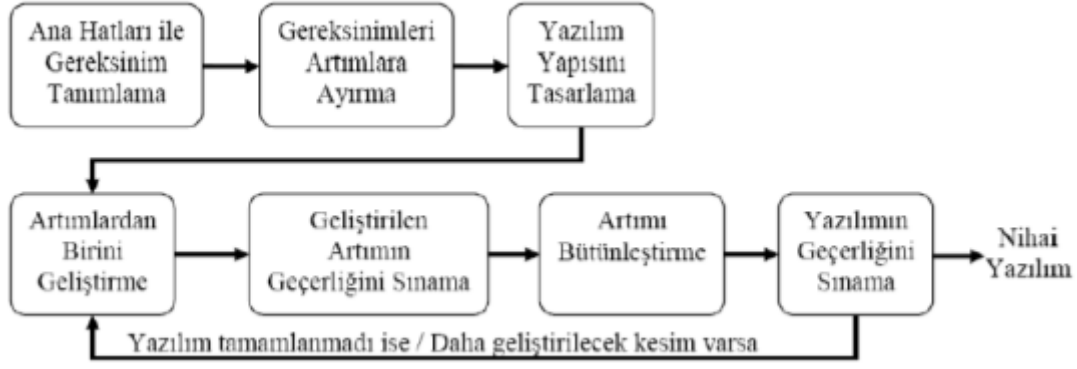 Ana Hatları ile
Gereksinim
Tanımlama
Gereksinimleri
Artımlara
Ayırma
Yazılım
Yapısını
Tasarlama
Artımlardan
Birini
Geliştirme
Geliştirilen
Artımın
Geçerliğini Sınama
Artımı
Bütünleştirme
Yazılımın
Geçerliğini
Sınama
Nihai
Yazılım
Yazılım tamamlanmadı ise / Daha geliştirilecek kesim varsa